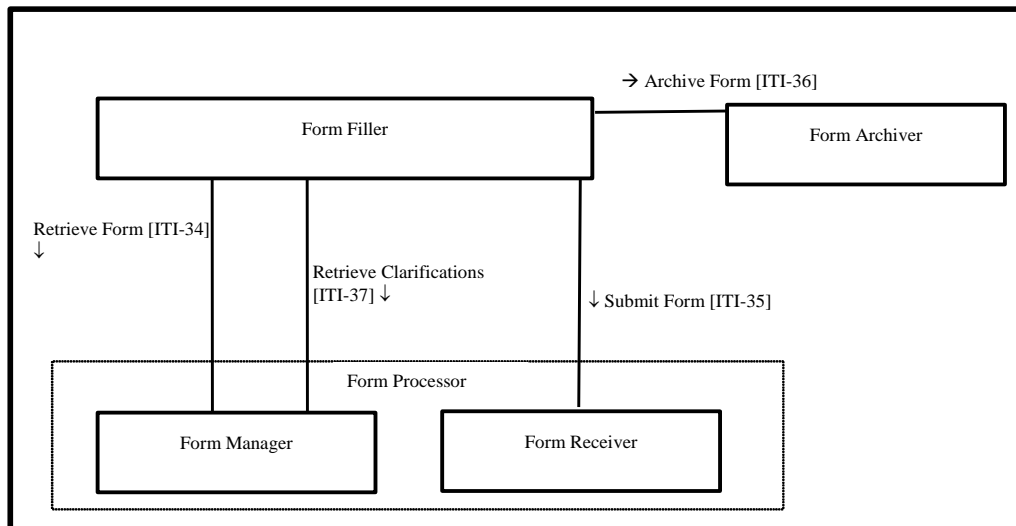 → Archive Form [ITI-36]
Form Filler
Form Archiver
Retrieve Form [ITI-34]
↓
Retrieve Clarifications
[ITI-37] ↓
↓ Submit Form [ITI-35]
Form Processor
Form Manager
Form Receiver